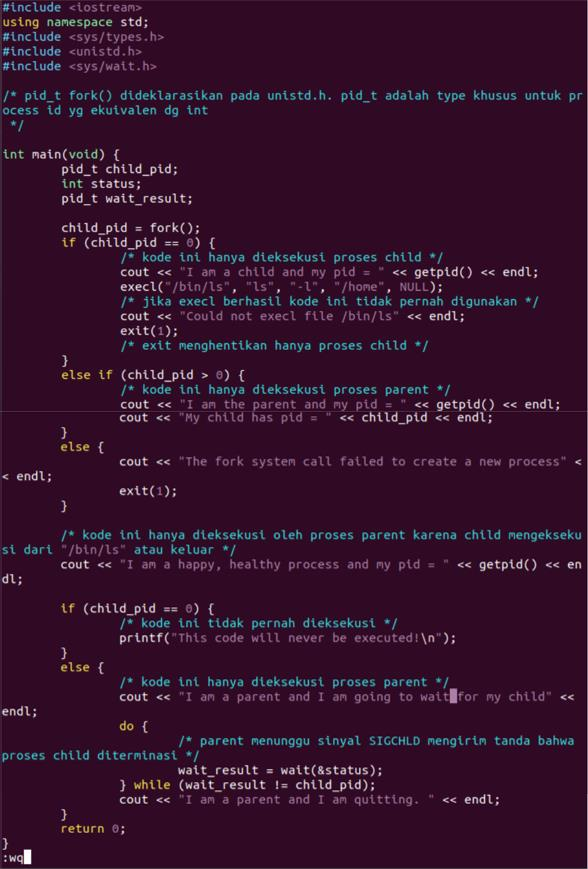 #include <iostream>
using namespace std;
#include <sys/types.h>
#include <unistd.h>
#include <sys/wait.h>
/* pid_t fork() dideklarasikan pada unistd.h. pid_t adalah type khusus untuk pr
ocess id yg ekuivalen dg int
*/
int main(void) {
pid_t child_pid;
int status;
pid_t wait_result;
child_pid = fork();
if (child_pid == 0) {
/* kode ini hanya dieksekusi proses child */
cout << "I am a child and my pid = " << getpid() << endl;
execl("/bin/ls", "ls", "-l", "/home", NULL);
/* jika execl berhasil kode ini tidak pernah digunakan */
cout << "Could not execl file /bin/ls" << endl;
exit(1);
/* exit menghentikan hanya proses child */
}
else if (child_pid > 0) {
/* kode ini hanya dieksekusi proses parent */
cout << "I am the parent and my pid = " << getpid() << endl;
cout << "My child has pid = " << child_pid << endl;
}
else {
cout << "The fork system call failed to create a new process" <
< endl;
exit(1);
}
/* kode ini hanya dieksekusi oleh proses parent karena child mengekseku
si dari "/bin/ls" atau keluar */
cout << "I am a happy, healthy process and my pid = " << getpid() << en
dl;
if (child_pid == 0) {
/* kode ini tidak pernah dieksekusi */
printf("This code will never be executed!\n");
}
else {
/* kode ini hanya dieksekusi proses parent */
cout << "I am a parent and I am going to wait for my child" <<
endl;
do {
/* parent menunggu sinyal SIGCHLD mengirim tanda bahwa
proses child diterminasi */
wait_result = wait(&status);
} while (wait_result != child_pid);
cout << "I am a parent and I am quitting. " << endl;
}
return 0;
}
:wq